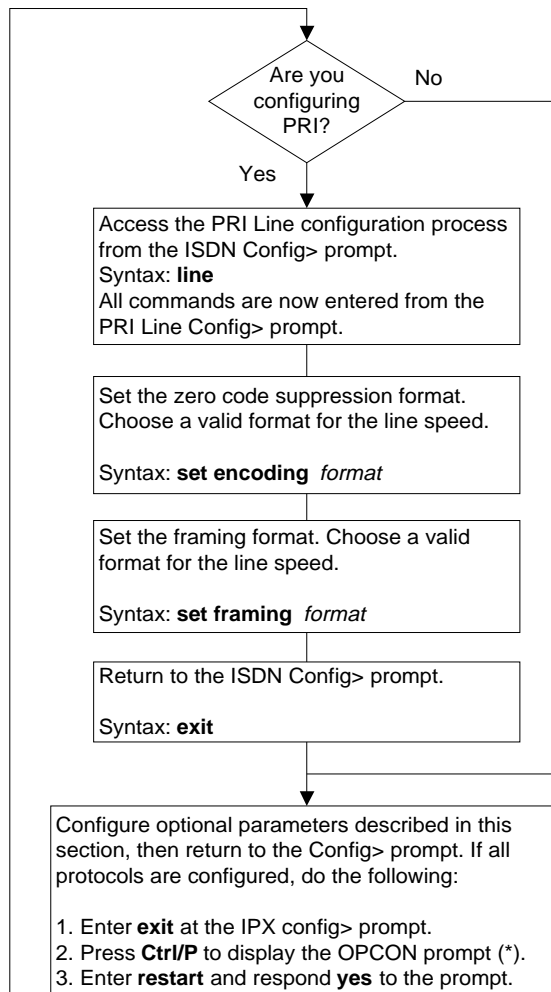 Are you
configuring
PRI?
No
Yes
Access the PRI Line configuration process
from the ISDN Config> prompt.
Syntax: line
All commands are now entered from the
PRI Line Config> prompt.
Set the zero code suppression format.
Choose a valid format for the line speed.
Syntax: set encoding format
Set the framing format. Choose a valid
format for the line speed.
Syntax: set framing format
Return to the ISDN Config> prompt.
Syntax: exit
Configure optional parameters described in this
section, then return to the Config> prompt. If all
protocols are configured, do the following:
1. Enter exit at the IPX config> prompt.
2. Press Ctrl/P to display the OPCON prompt (*).
3. Enter restart and respond yes to the prompt.